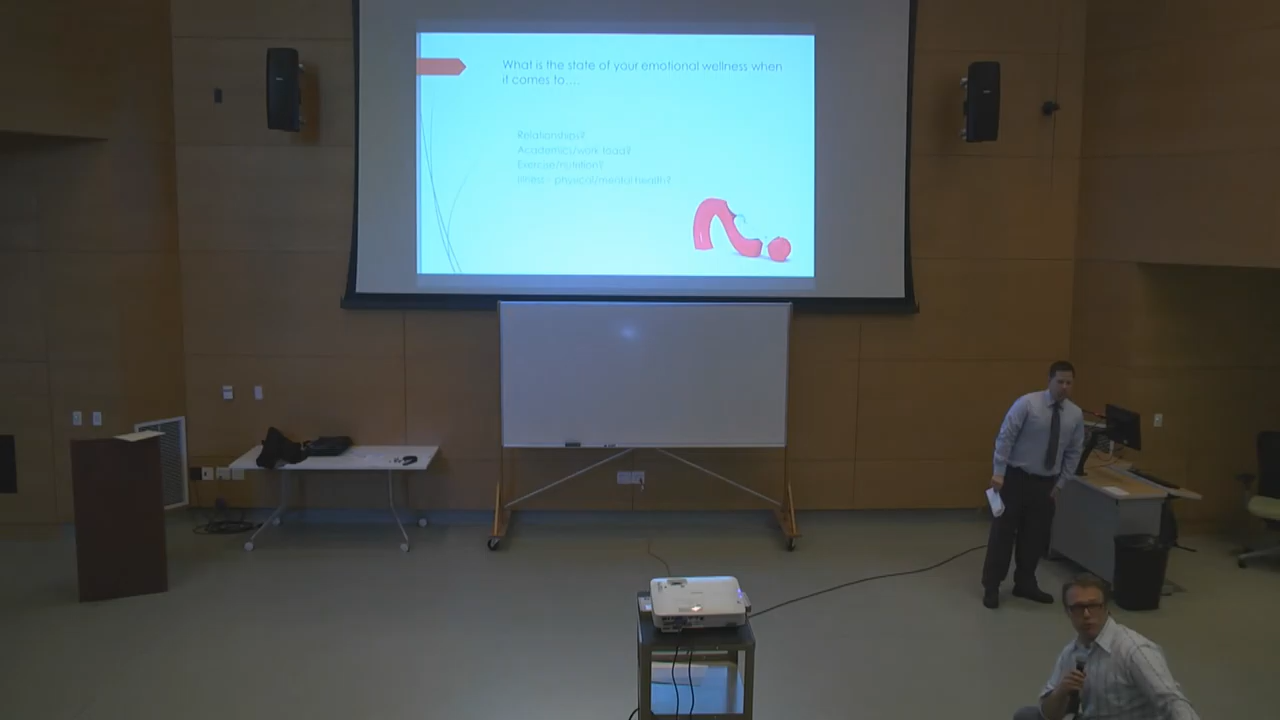 What is the state of your emotional wellness when
it comes to....
Relationships?
Academics/work load?
Exercise/nutrition?
Illness - physical/mental health?